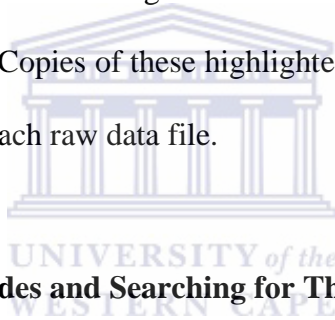 Copies of these highlighte
ach raw data file.
UNIVERSITY of the
des and Searching for Th
WESTERN CAPE